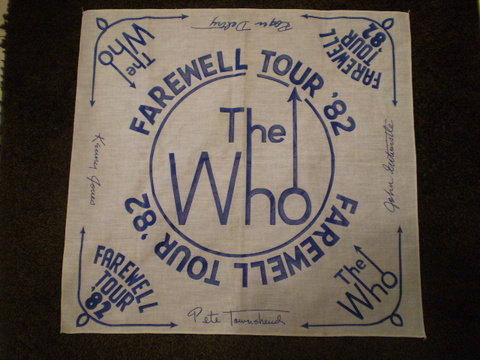 The
Who
Roger Daltrey
FAREWELL
TOUR
'82
FAREWELL TOUR '82
The
Who
Kenney Jones
John Entwistle
FAREWELL TOUR '82
FAREWELL
TOUR
'82
The
Who
Pete Townshend